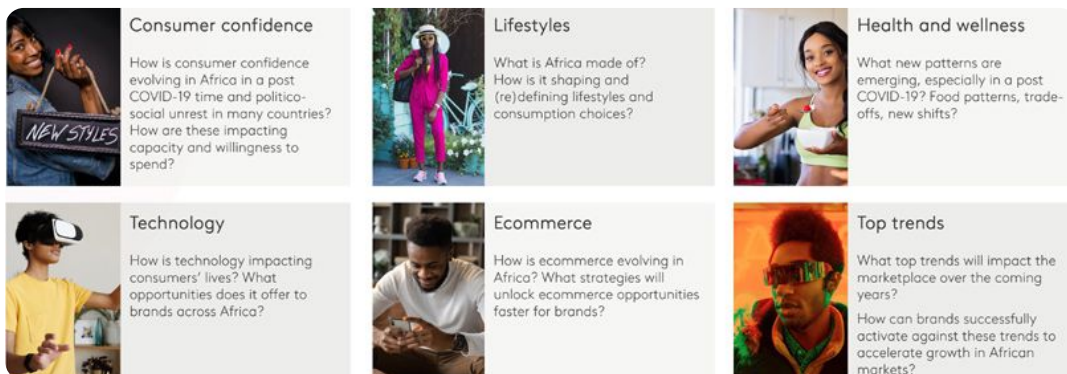 Consumer confidence
How is consumer confidence
evolving in Africa in a post
COVID-19 time and politico-
social unrest in many countries?
How are these impacting
capacity and willingness to
spend?
NEW STYLES
Lifestyles
What is Africa made of?
How is it shaping and
(re)defining lifestyles and
consumption choices?
Health and wellness
What new patterns are
emerging, especially in a post
COVID-19? Food patterns, trade-
offs, new shifts?
Technology
How is technology impacting
consumers' lives? What
opportunities does it offer to
brands across Africa?
Ecommerce
How is ecommerce evolving in
Africa? What strategies will
unlock ecommerce opportunities
faster for brands?
Top trends
What top trends will impact the
marketplace over the coming
years?
How can brands successfully
activate against these trends to
accelerate growth in African
markets?